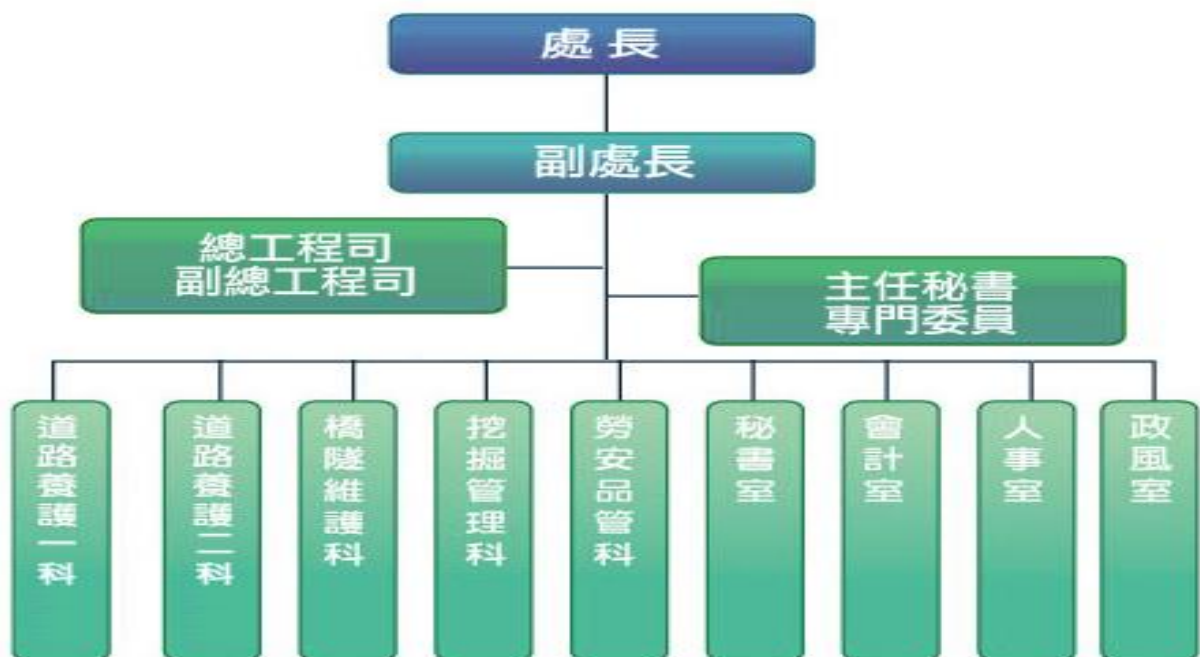 處長
副處長
總工程司
副總工程司
主任秘書
專門委員
道路養護一科
道路養護二科
橋隧維護科
挖掘管理科
勞安品管科
秘書室
會計室
人事室
政風室